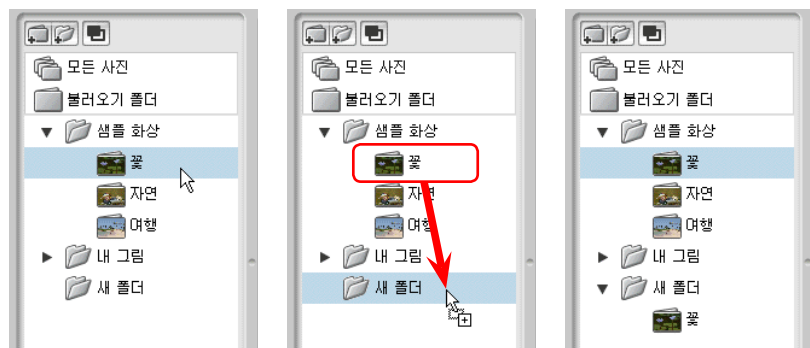 모든 사진
불러오기 폴더
샘플 화상
꽃
자연
여행
내 그림
새 폴더
모든 사진
불러오기 폴더
샘플 화상
꽃
자연
여행
내 그림
새 폴더
모든 사진
불러오기 폴더
샘플 화상
꽃
자연
여행
내 그림
새 폴더
꽃